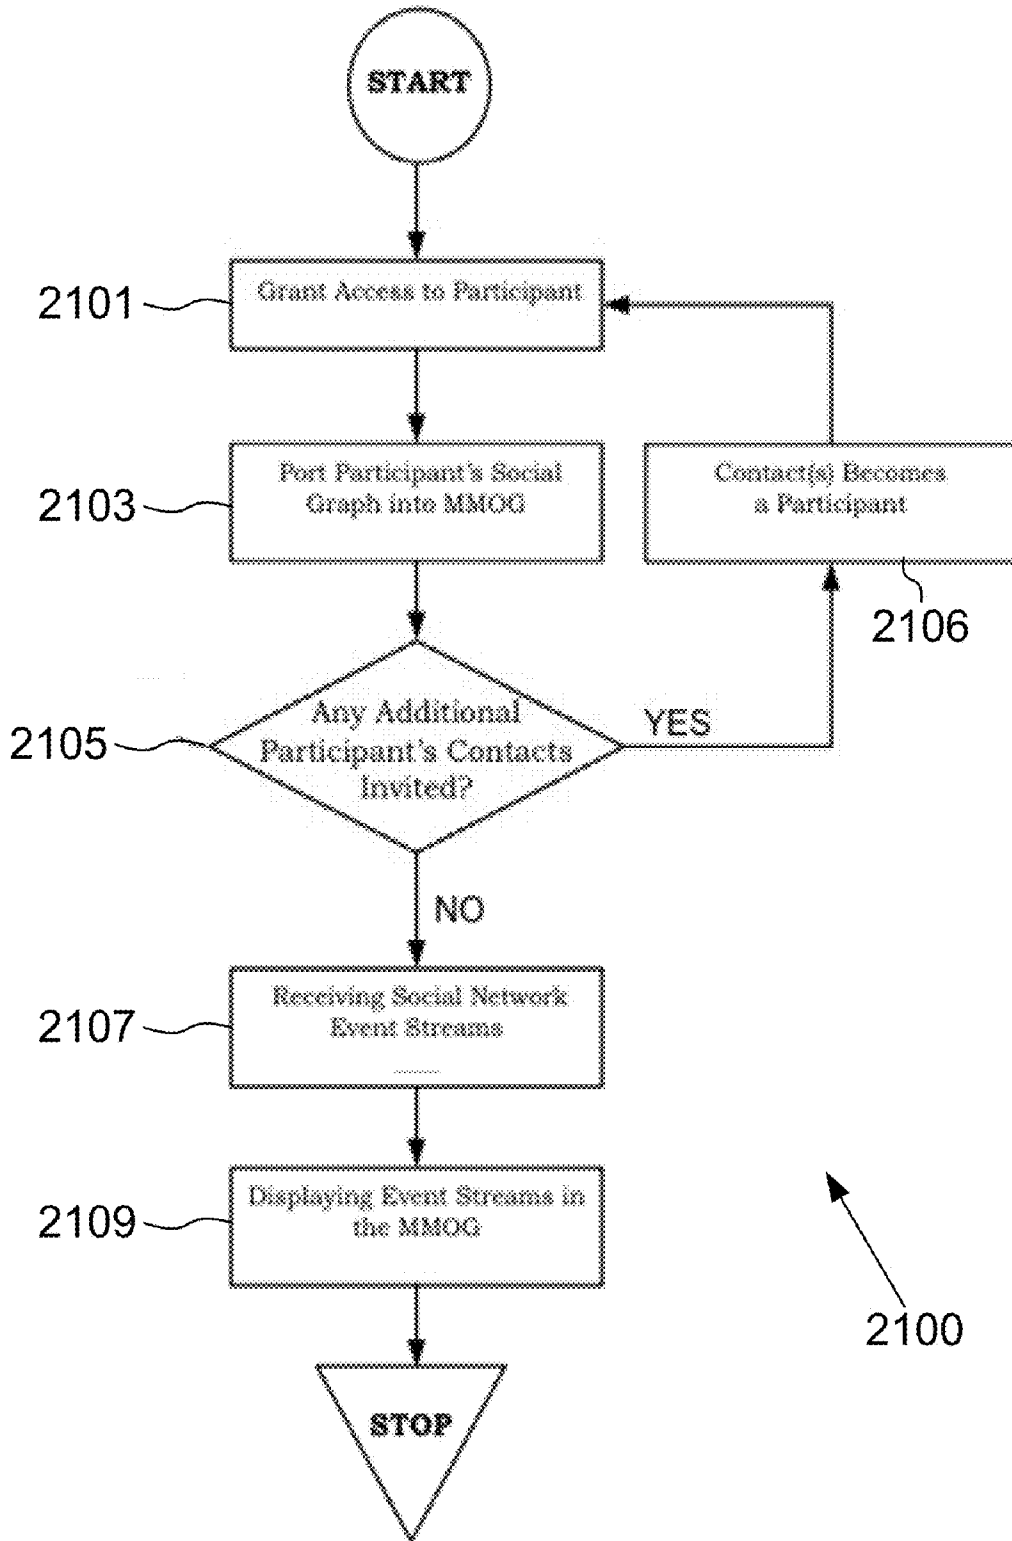 START
2101
Grant Access to Participant
2103
Port Participant's Social
Graph into MMOG
Contact(s) Becomes
a Participant
2106
2105
Any Additional
Participant's Contacts
Invited?
YES
NO
2107
Receiving Social Network
Event Streams
2109
Displaying Event Streams in
the MMOG
2100
STOP